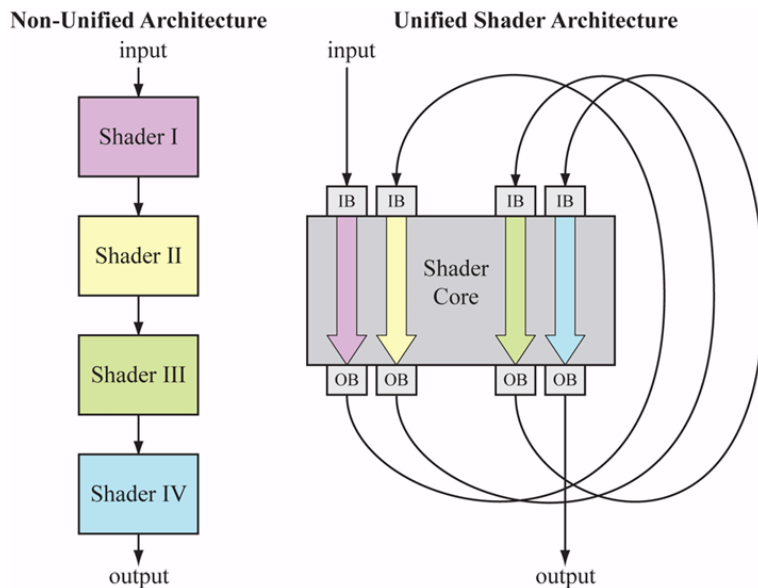 Non-Unified Architecture
input
Shader I
Shader II
Shader III
Shader IV
output
Unified Shader Architecture
input
IB
IB
IB
IB
Shader
Core
OB
OB
OB
OB
output